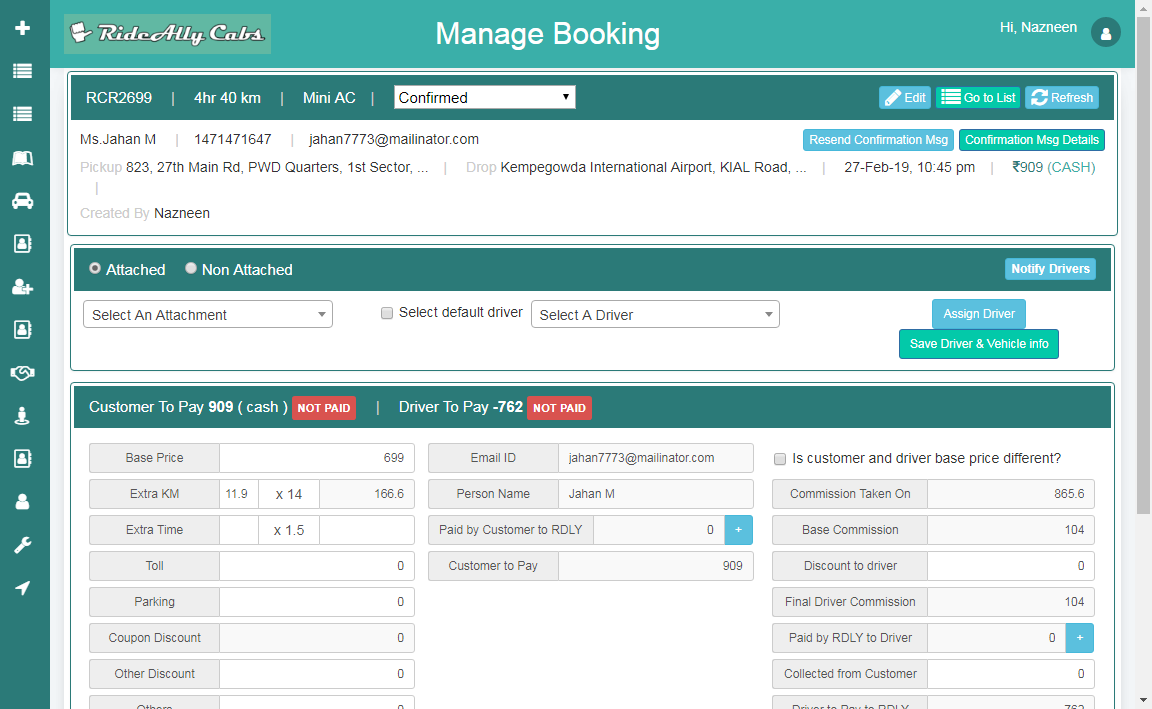 RideAlly Cabs
Manage Booking
Hi, Nazneen
RCR2699 | 4hr 40 km | Mini AC | Confirmed
Edit Go to List Refresh
Ms.Jahan M | 1471471647 | jahan7773@mailinator.com
Resend Confirmation Msg Confirmation Msg Details
Pickup 823, 27th Main Rd, PWD Quarters, 1st Sector, ... | Drop Kempegowda International Airport, KIAL Road, ... | 27-Feb-19, 10:45 pm | ₹909 (CASH)
|
Created By Nazneen
Attached Non Attached Notify Drivers
Select An Attachment Select default driver Select A Driver Assign Driver
Save Driver & Vehicle info
Customer To Pay 909 ( cash ) NOT PAID | Driver To Pay -762 NOT PAID
Base Price 699 Email ID jahan7773@mailinator.com Is customer and driver base price different?
Extra KM 11.9 x 14 166.6 Person Name Jahan M Commission Taken On 865.6
Extra Time x 1.5 Paid by Customer to RDLY 0 + Base Commission 104
Toll 0 Customer to Pay 909 Discount to driver 0
Parking 0 Final Driver Commission 104
Coupon Discount 0 Paid by RDLY to Driver 0 +
Other Discount 0 Collected from Customer 0
Others 0 Driver to Pay to RDLY 762